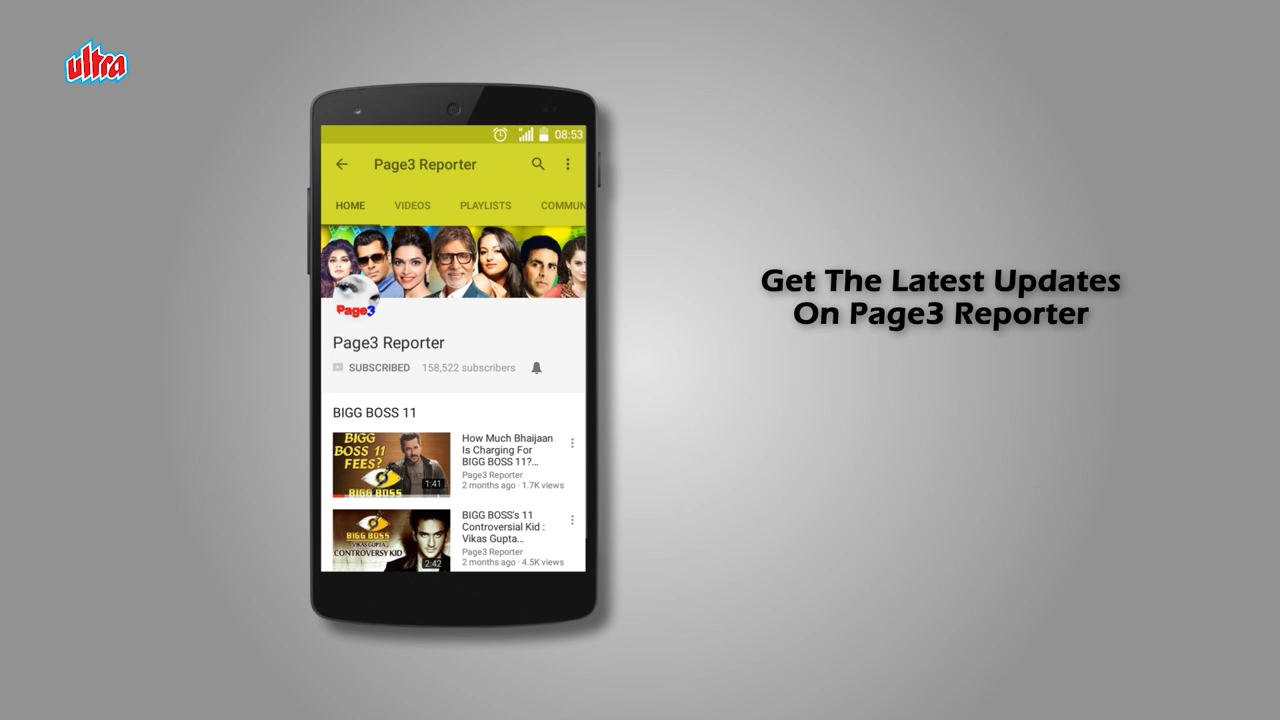 ultra
08:53
Page3 Reporter
HOME VIDEOS PLAYLISTS COMMUN
Page3
Page3 Reporter
SUBSCRIBED 158,522 subscribers
BIGG BOSS 11
BIGG
BOSS 11
FEES?
BIGG BOSS
1:41
How Much Bhaijaan
Is Charging For
BIGG BOSS 11?...
Page3 Reporter
2 months ago · 1.7K views
BIGG BOSS
VIKAS GUPTA...
CONTROVERSY KID
2:42
BIGG BOSS's 11
Controversial Kid :
Vikas Gupta...
Page3 Reporter
2 months ago · 4.5K views
Get The Latest Updates
On Page3 Reporter